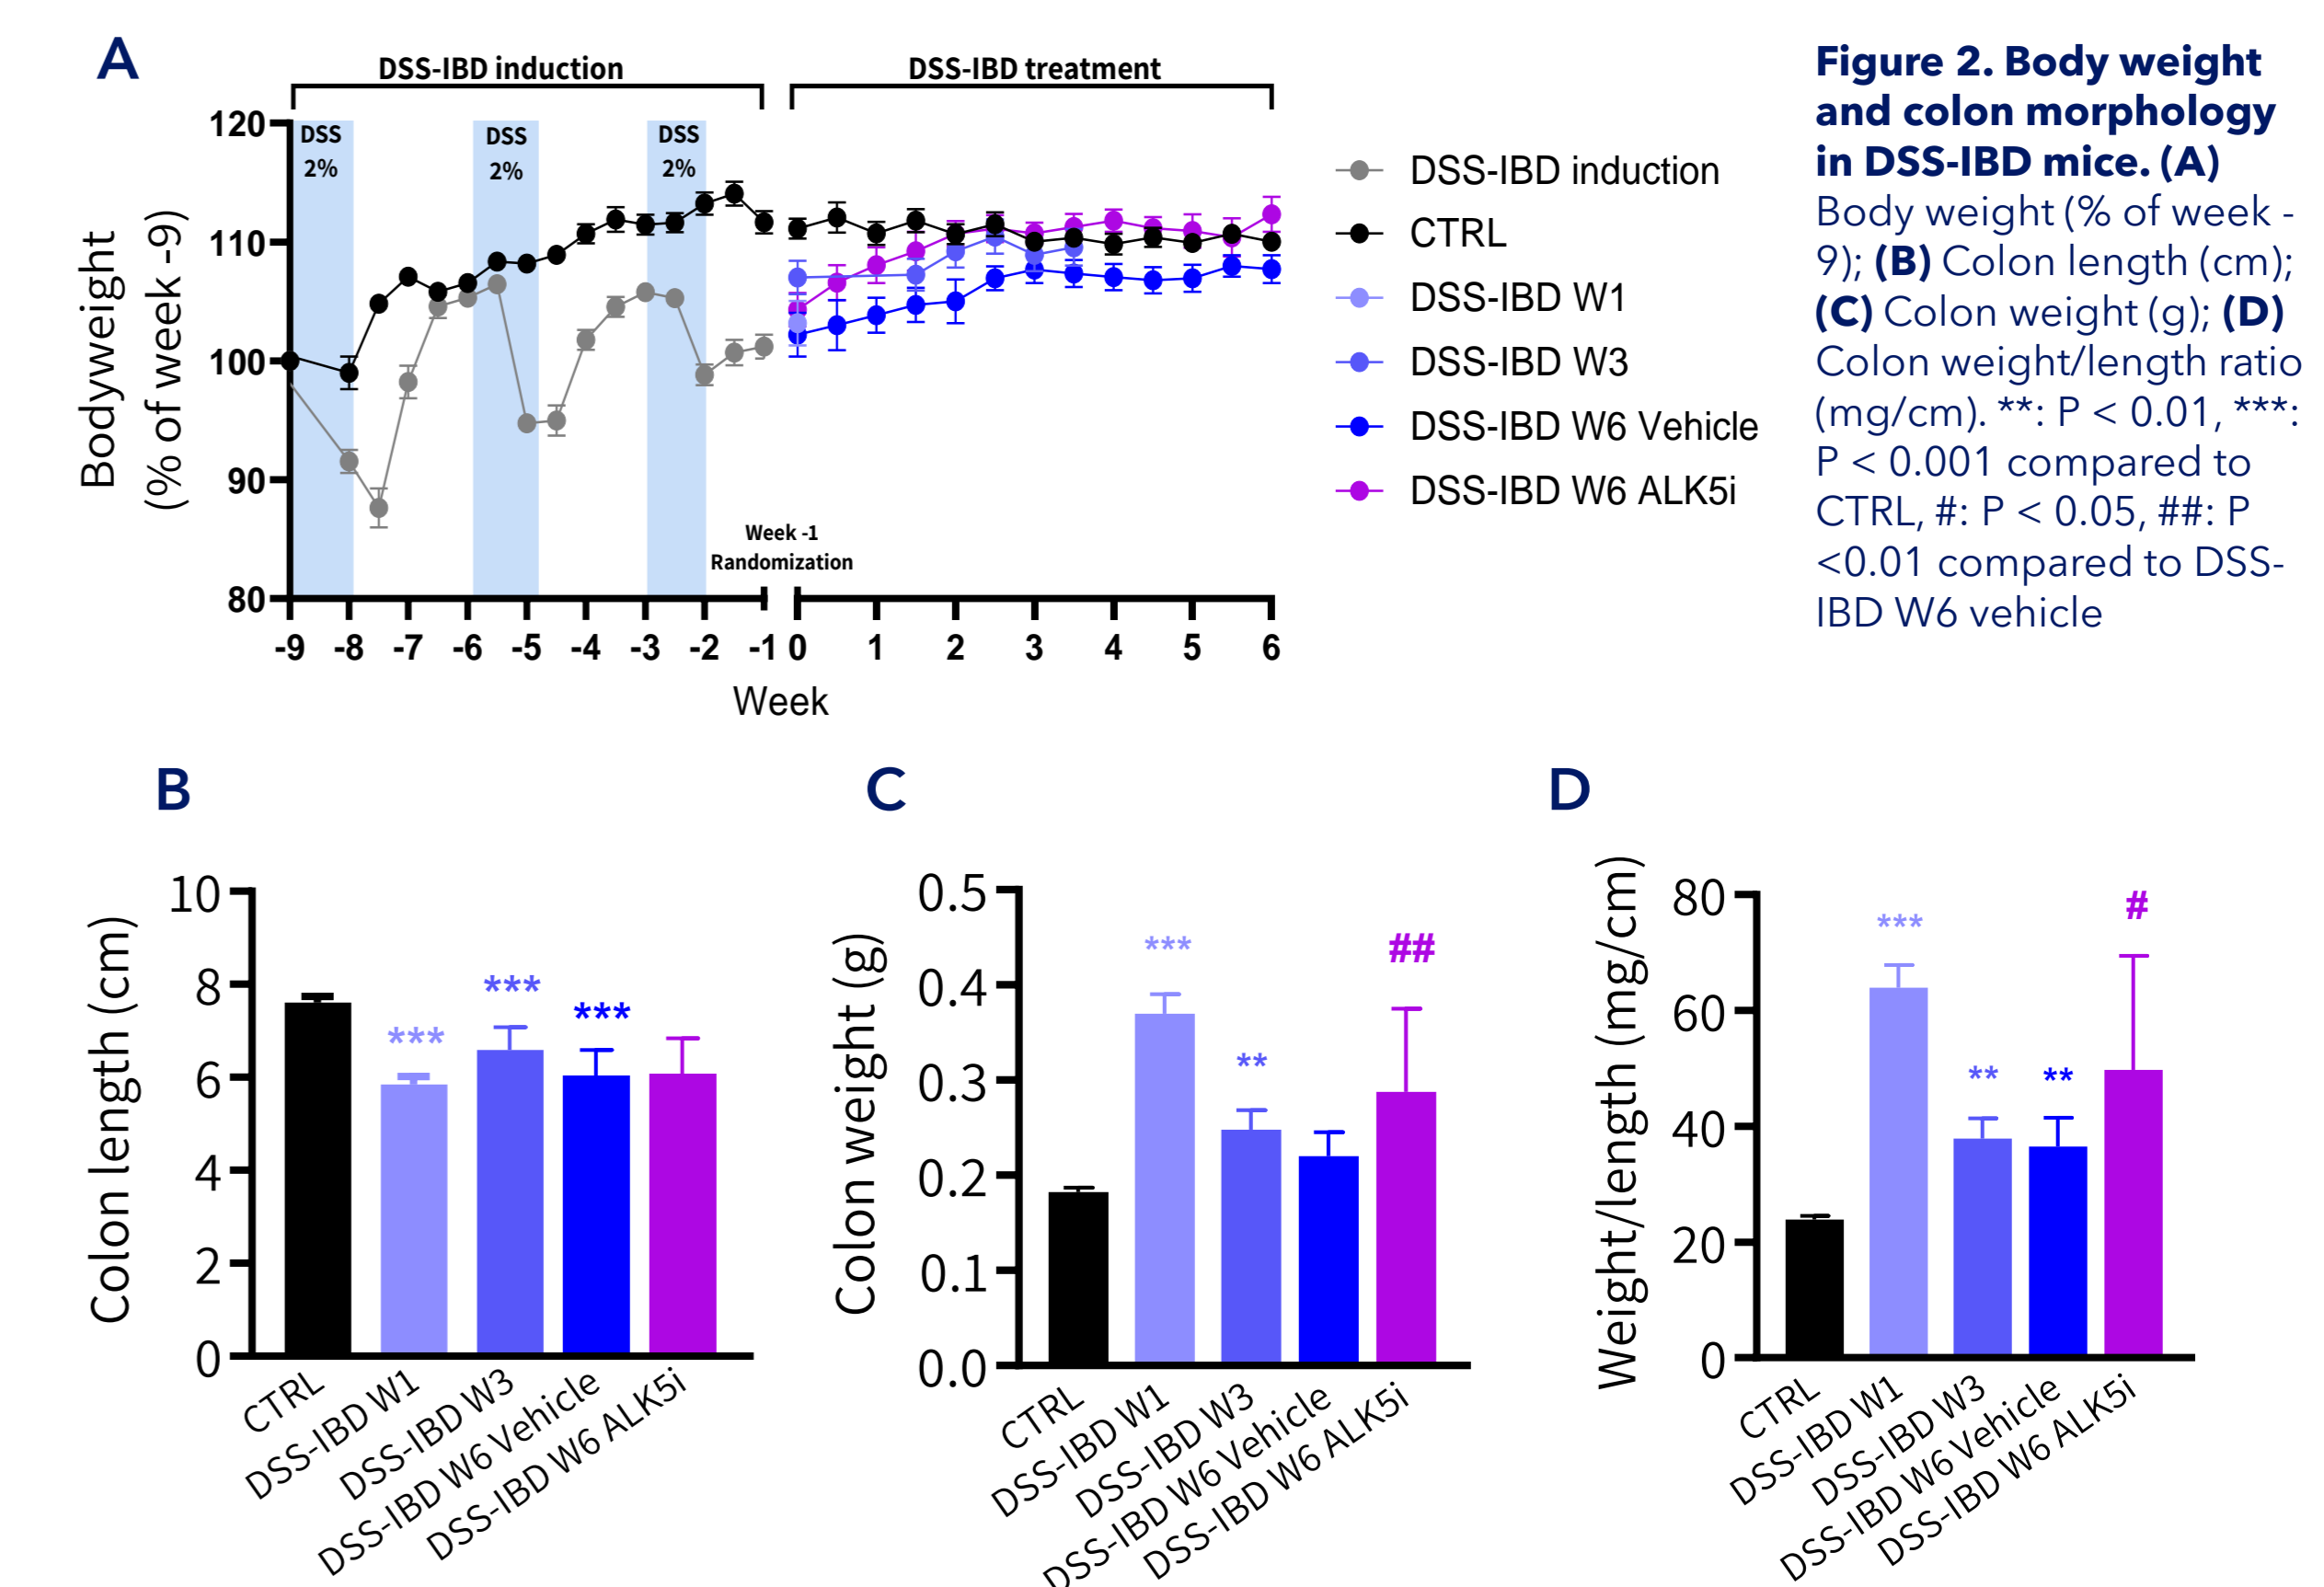 A
DSS-IBD induction
DSS-IBD treatment
Bodyweight
(% of week -9)
120
110
100
90
80
DSS
2%
DSS
2%
DSS
2%
Week -1
Randomization
-9 -8 -7 -6 -5 -4 -3 -2 -1 0 1 2 3 4 5 6
Week
DSS-IBD induction
CTRL
DSS-IBD W1
DSS-IBD W3
DSS-IBD W6 Vehicle
DSS-IBD W6 ALK5i
Figure 2. Body weight
and colon morphology
in DSS-IBD mice. (A)
Body weight (% of week -
9); (B) Colon length (cm);
(C) Colon weight (g); (D)
Colon weight/length ratio
(mg/cm). **: P < 0.01, ***:
P < 0.001 compared to
CTRL, #: P < 0.05, ##: P
<0.01 compared to DSS-
IBD W6 vehicle
B
Colon length (cm)
10
8
6
4
2
0
***
***
***
CTRL
DSS-IBD W1
DSS-IBD W3
DSS-IBD W6 Vehicle
DSS-IBD W6 ALK5i
C
Colon weight (g)
0.5
0.4
0.3
0.2
0.1
0.0
***
**
##
CTRL
DSS-IBD W1
DSS-IBD W3
DSS-IBD W6 Vehicle
DSS-IBD W6 ALK5i
D
Weight/length (mg/cm)
80
60
40
20
0
***
**
**
#
CTRL
DSS-IBD W1
DSS-IBD W3
DSS-IBD W6 Vehicle
DSS-IBD W6 ALK5i